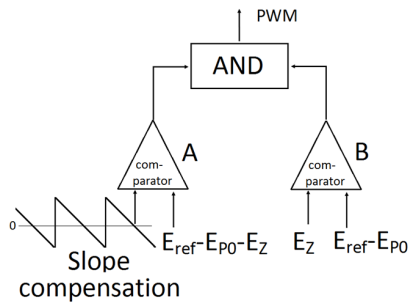 PWM
AND
A
B
com-
parator
com-
parator
0
E_ref-E_P0-E_Z
E_Z
E_ref-E_P0
Slope
compensation